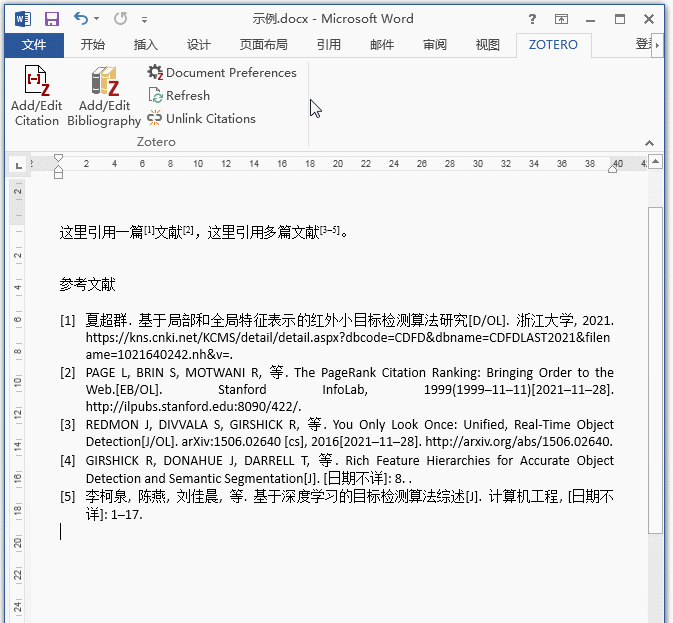 示例.docx - Microsoft Word
文件 开始 插入 设计 页面布局 引用 邮件 审阅 视图 ZOTERO
Add/Edit Citation
Add/Edit Bibliography
Document Preferences
Refresh
Unlink Citations
Zotero
2 2 4 6 8 10 12 14 16 18 20 22 24 26 28 30 32 34 36 38 40
2
2
4
6
8
10
12
14
16
18
20
22
24
这里引用一篇[1]文献[2]，这里引用多篇文献[3–5]。
参考文献
[1] 夏超群. 基于局部和全局特征表示的红外小目标检测算法研究[D/OL]. 浙江大学, 2021.
https://kns.cnki.net/KCMS/detail/detail.aspx?dbcode=CDFD&dbname=CDFDLAST2021&filen
ame=1021640242.nh&v=.
[2] PAGE L, BRIN S, MOTWANI R, 等. The PageRank Citation Ranking: Bringing Order to the
Web.[EB/OL]. Stanford InfoLab, 1999(1999–11–11)[2021–11–28].
http://ilpubs.stanford.edu:8090/422/.
[3] REDMON J, DIVVALA S, GIRSHICK R, 等. You Only Look Once: Unified, Real-Time Object
Detection[J/OL]. arXiv:1506.02640 [cs], 2016[2021–11–28]. http://arxiv.org/abs/1506.02640.
[4] GIRSHICK R, DONAHUE J, DARRELL T, 等. Rich Feature Hierarchies for Accurate Object
Detection and Semantic Segmentation[J]. [日期不详]: 8. .
[5] 李柯泉, 陈燕, 刘佳晨, 等. 基于深度学习的目标检测算法综述[J]. 计算机工程, [日期不
详]: 1–17.